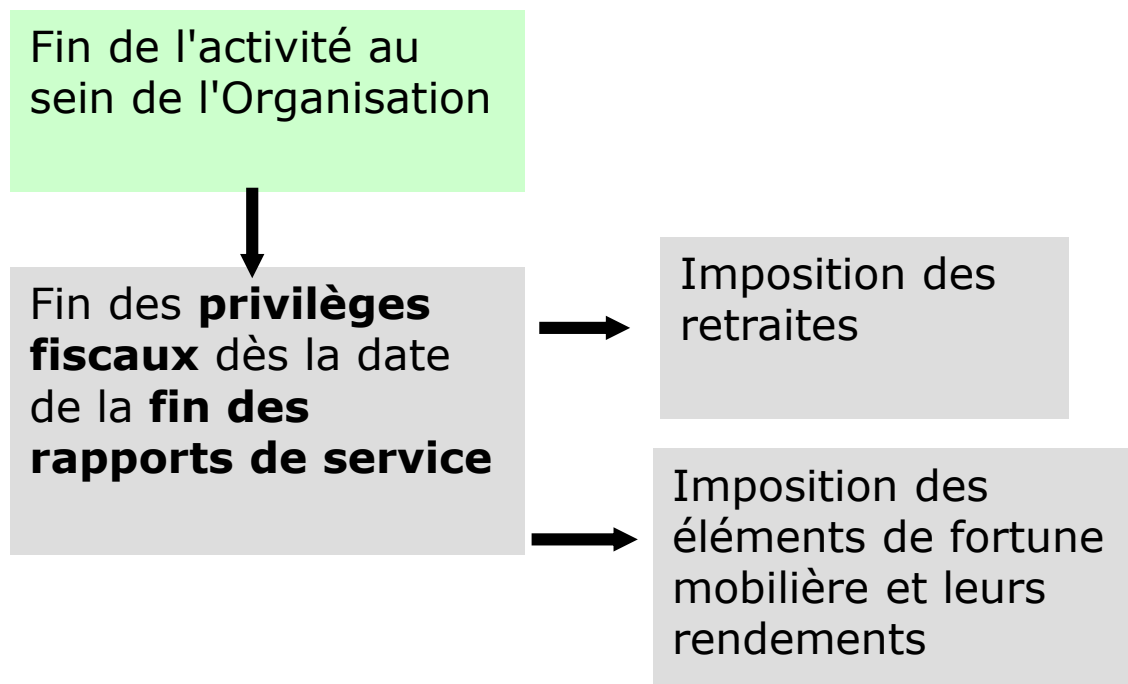 Fin de l'activité au
sein de l'Organisation
Fin des privilèges
fiscaux dès la date
de la fin des
rapports de service
Imposition des
retraites
Imposition des
éléments de fortune
mobilière et leurs
rendements